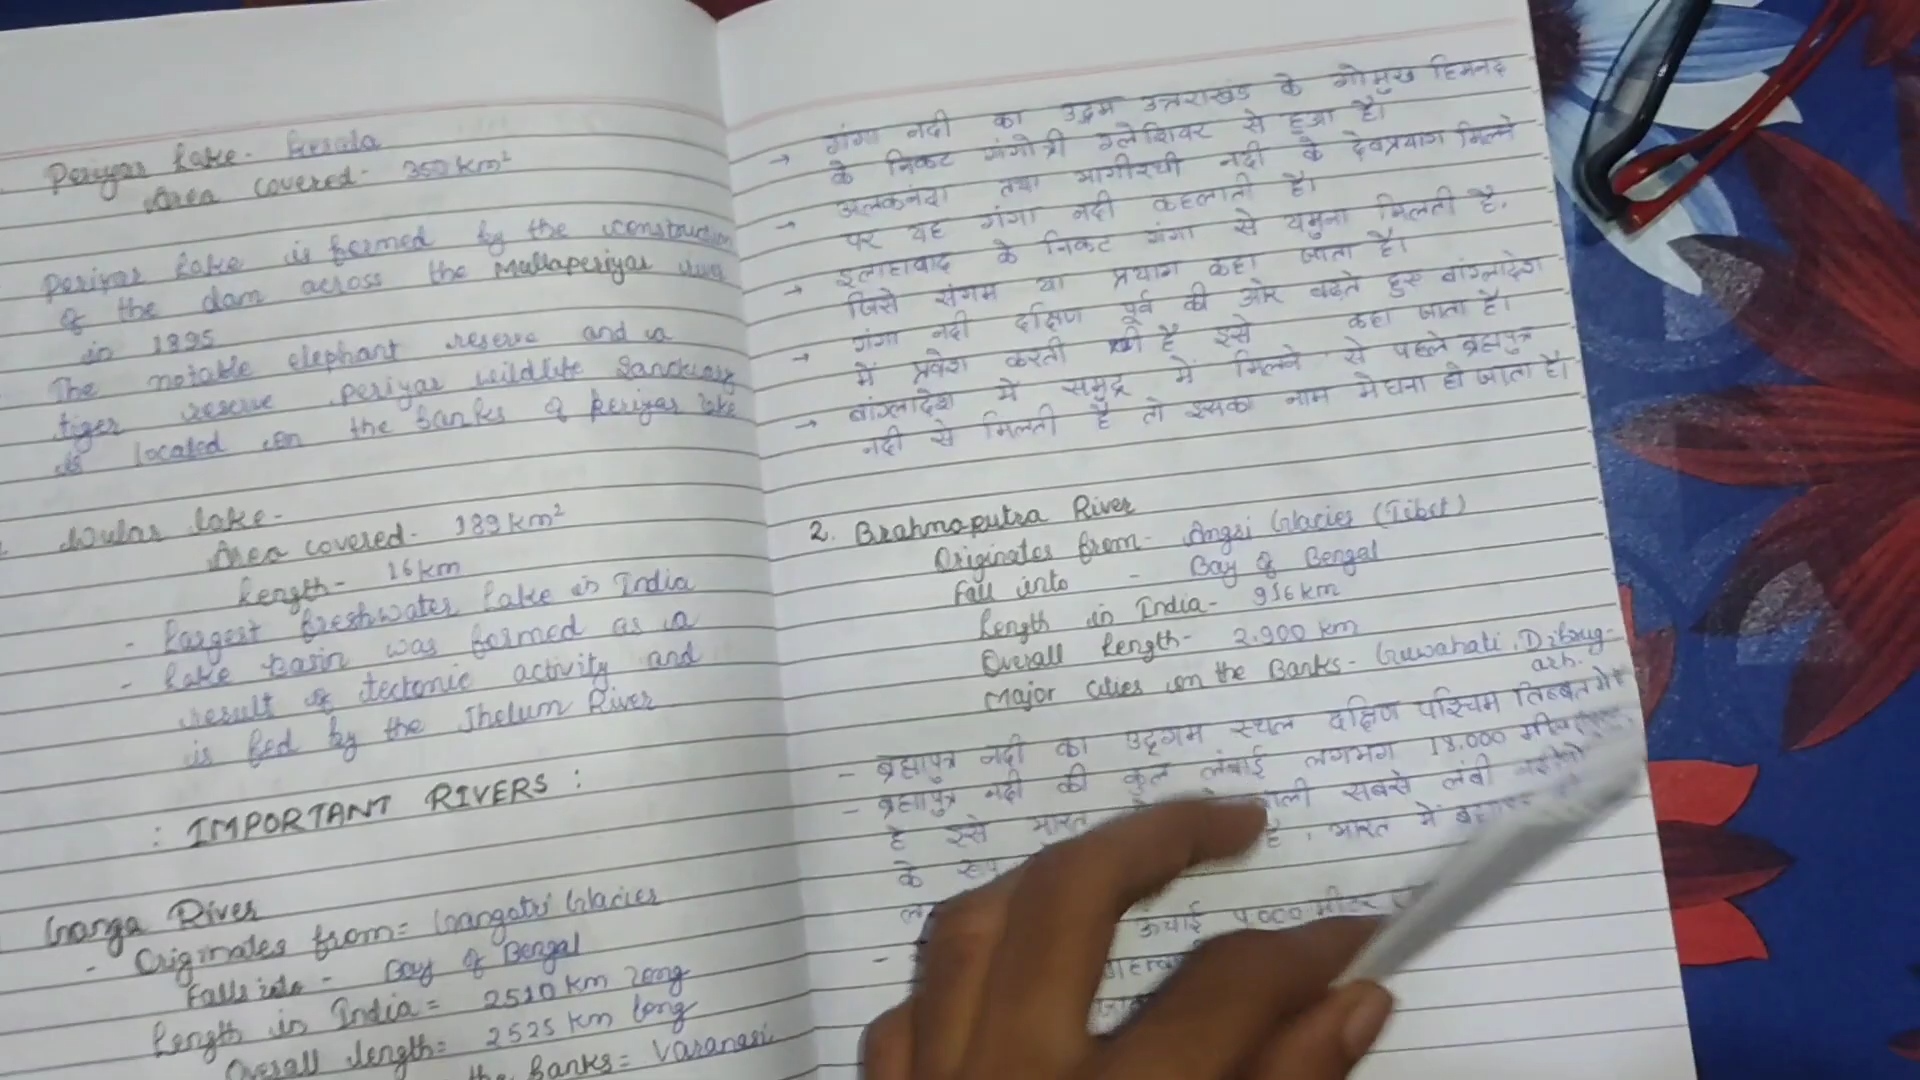 Periyar Lake- Kerala
Area covered- 350 km²
Periyar Lake is formed by the construction
of the dam across the Mullaperiyar
in 1895
The notable elephant reserve and a
tiger reserve periyar wildlife Sanctuary
is located on the banks of periyar lake
Wular Lake-
Area covered- 189 km²
Length- 16 km
- Largest freshwater Lake in India
- Lake basin was formed as a
result of tectonic activity and
is fed by the Jhelum River
: IMPORTANT RIVERS :
Ganga River
- Originates from= Gangotri Glacier
Falls into - Bay of Bengal
Length in India= 2510 km long
Overall length= 2525 km long
the Banks= Varanasi
→ गंगा नदी का उद्गम उत्तराखंड के गोमुख हिमनद
के निकट गंगोत्री ग्लेशियर से हुआ है।
→ अलकनंदा तथा भागीरथी नदी के देवप्रयाग मिलने
पर यह गंगा नदी कहलाती है।
→ इलाहाबाद के निकट गंगा से यमुना मिलती है,
जिसे संगम या प्रयाग कहा जाता है।
→ गंगा नदी दक्षिण पूर्व की ओर बढ़ते हुए बांग्लादेश
में प्रवेश करती है इसे कहा जाता है।
→ बांग्लादेश में समुद्र में मिलने से पहले ब्रह्मपुत्र
नदी से मिलती है तो इसका नाम मेघना हो जाता है।
2. Brahmaputra River
Originates from- Angsi Glacier (Tibet)
Fall into - Bay of Bengal
Length in India- 916 km
Overall Length- 2,900 km
Major Cities on the Banks- Guwahati, Dibrug-
arh.
- ब्रह्मपुत्र नदी का उद्गम स्थल दक्षिण पश्चिम तिब्बत में
- ब्रह्मपुत्र नदी की कुल लंबाई लगभग 18,000
है इसे भारत वाली सबसे लंबी
के है, भारत में
ऊंचाई 4000 मीटर